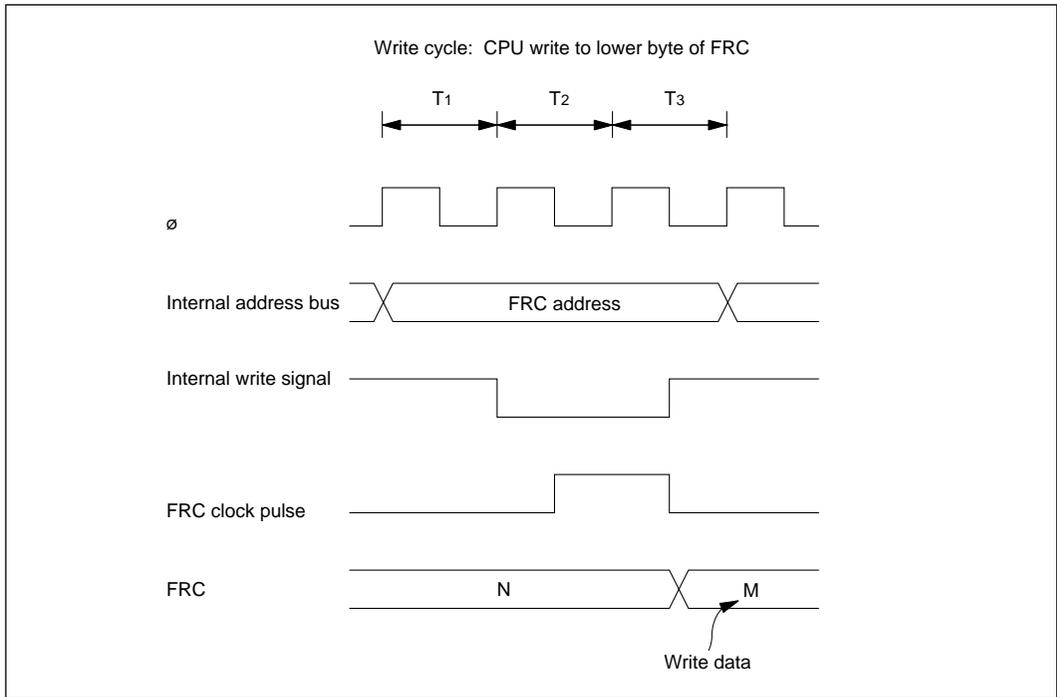 Write cycle: CPU write to lower byte of FRC
T1 T2 T3
ø
Internal address bus FRC address
Internal write signal
FRC clock pulse
FRC N M
Write data